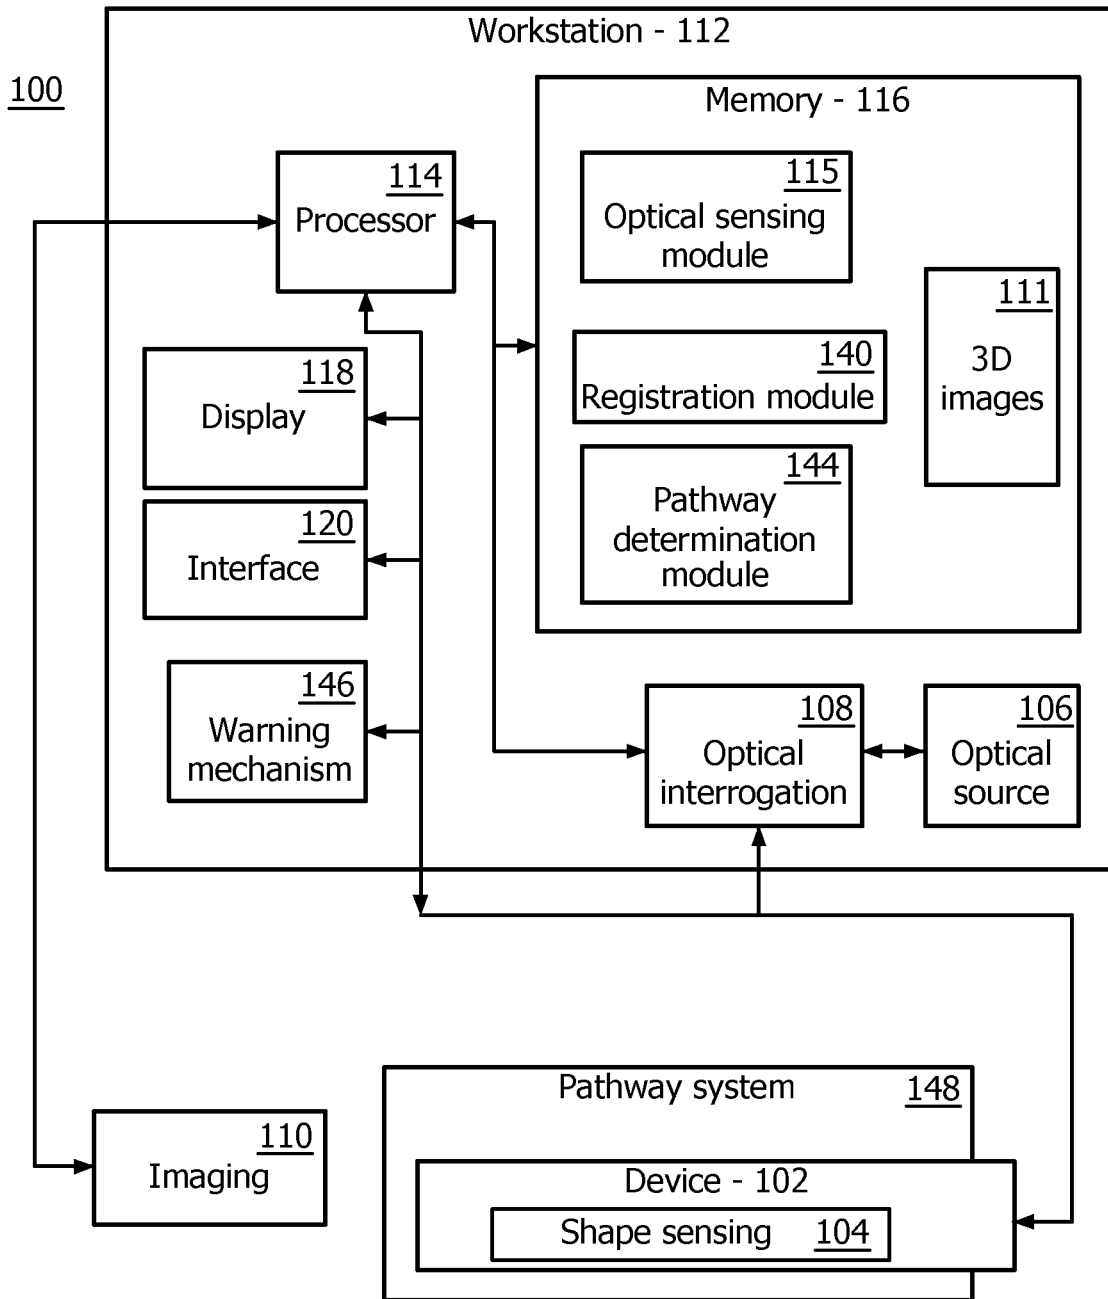 Workstation - 112
100
Memory - 116
114
Processor
115
Optical sensing
module
111
3D
images
140
Registration module
118
Display
144
Pathway
determination
module
120
Interface
146
Warning
mechanism
108
Optical
interrogation
106
Optical
source
Pathway system
148
110
Imaging
Device - 102
Shape sensing 104